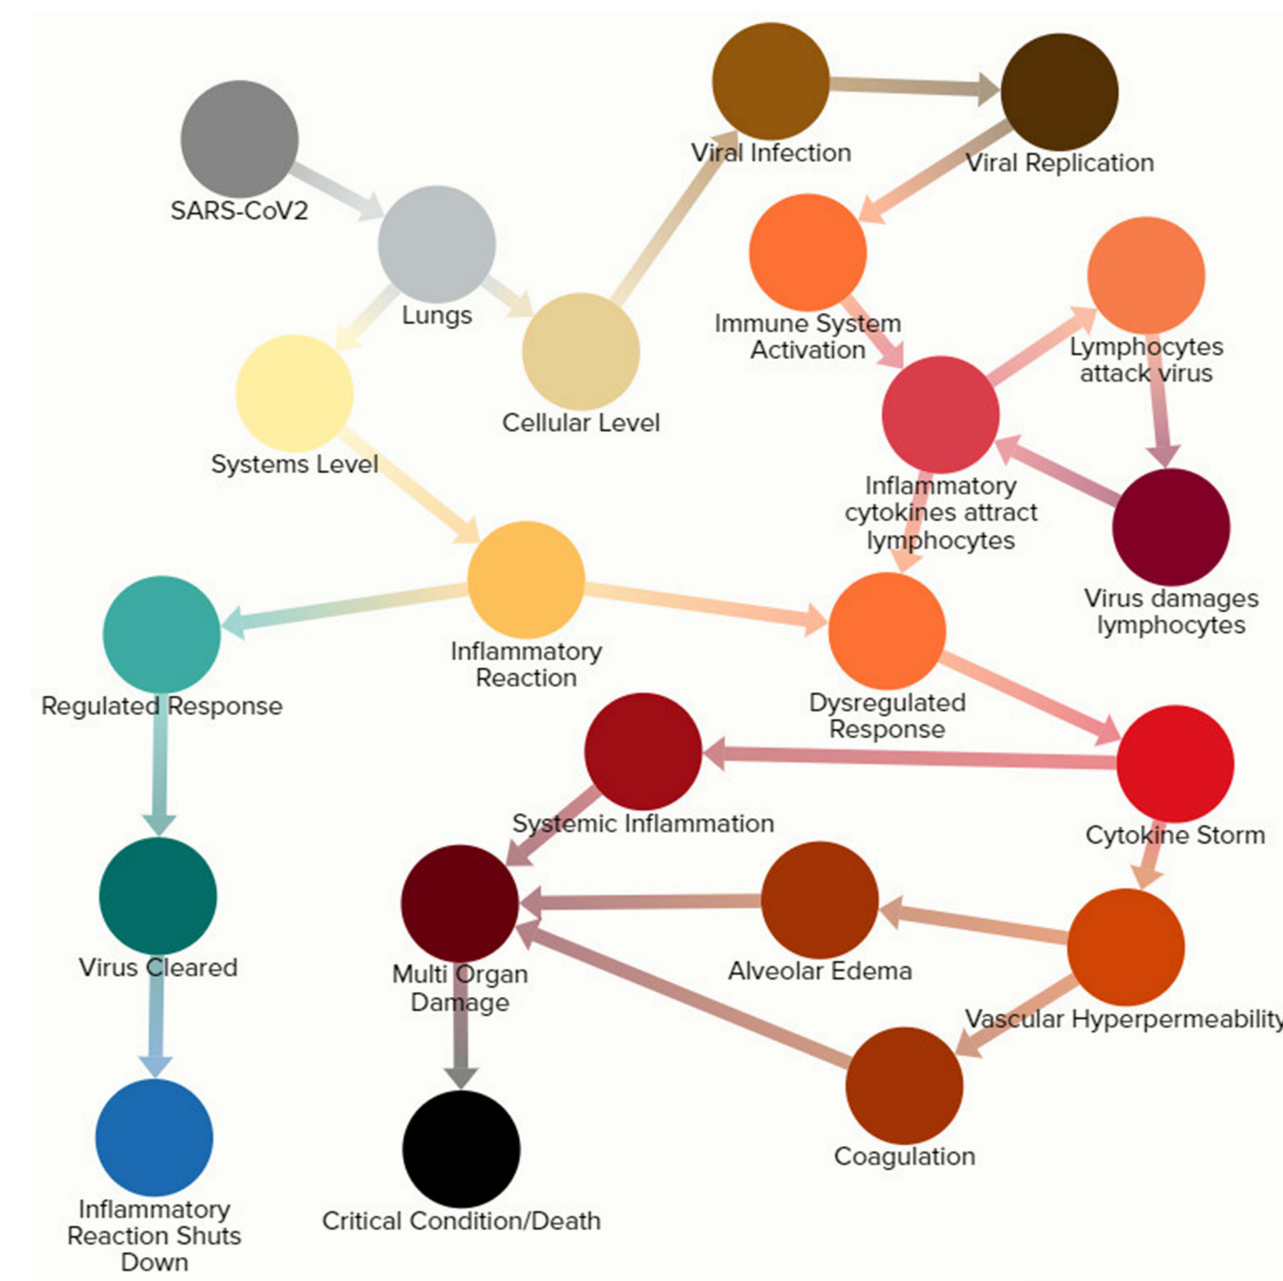 Viral Infection
Viral Replication
SARS-CoV2
Lungs
Immune System
Activation
Lymphocytes
attack virus
Cellular Level
Systems Level
Inflammatory
cytokines attract
lymphocytes
Virus damages
lymphocytes
Inflammatory
Reaction
Regulated Response
Dysregulated
Response
Systemic Inflammation
Cytokine Storm
Virus Cleared
Multi Organ
Damage
Alveolar Edema
Vascular Hyperpermeability
Coagulation
Inflammatory
Reaction Shuts
Down
Critical Condition/Death